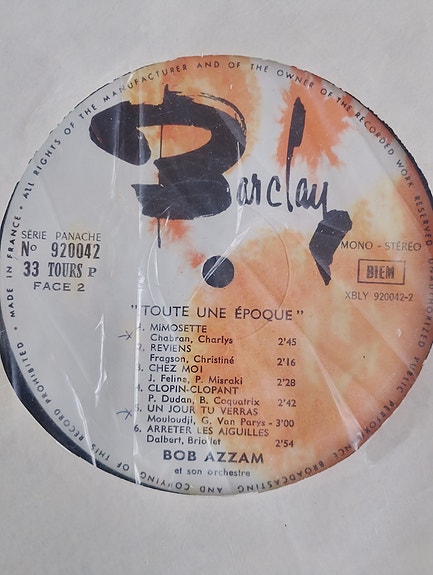 • MADE IN FRANCE • ALL RIGHTS OF THE MANUFACTURER AND OF THE OWNER OF THE RECORDED WORK RESERVED
UNAUTHORIZED PUBLIC PERFORMANCE BROADCASTING AND COPYING OF THIS RECORD PROHIBITED
Barclay
SÉRIE PANACHE
No 920042
33 TOURS P
FACE 2
MONO - STÉRÉO
BIEM
XBLY 920042-2
"TOUTE UNE ÉPOQUE"
1. MIMOSETTE
Chabran, Charlys 2'45
2. REVIENS
Fragson, Christiné 2'16
3. CHEZ MOI
J. Feline, P. Misraki 2'28
4. CLOPIN-CLOPANT
P. Dudan, B. Coquatrix 2'42
5. UN JOUR TU VERRAS
Mouloudji, G. Van Parys - 3'00
6. ARRETER LES AIGUILLES
Dalbert, Briollet 2'54
BOB AZZAM
et son orchestre